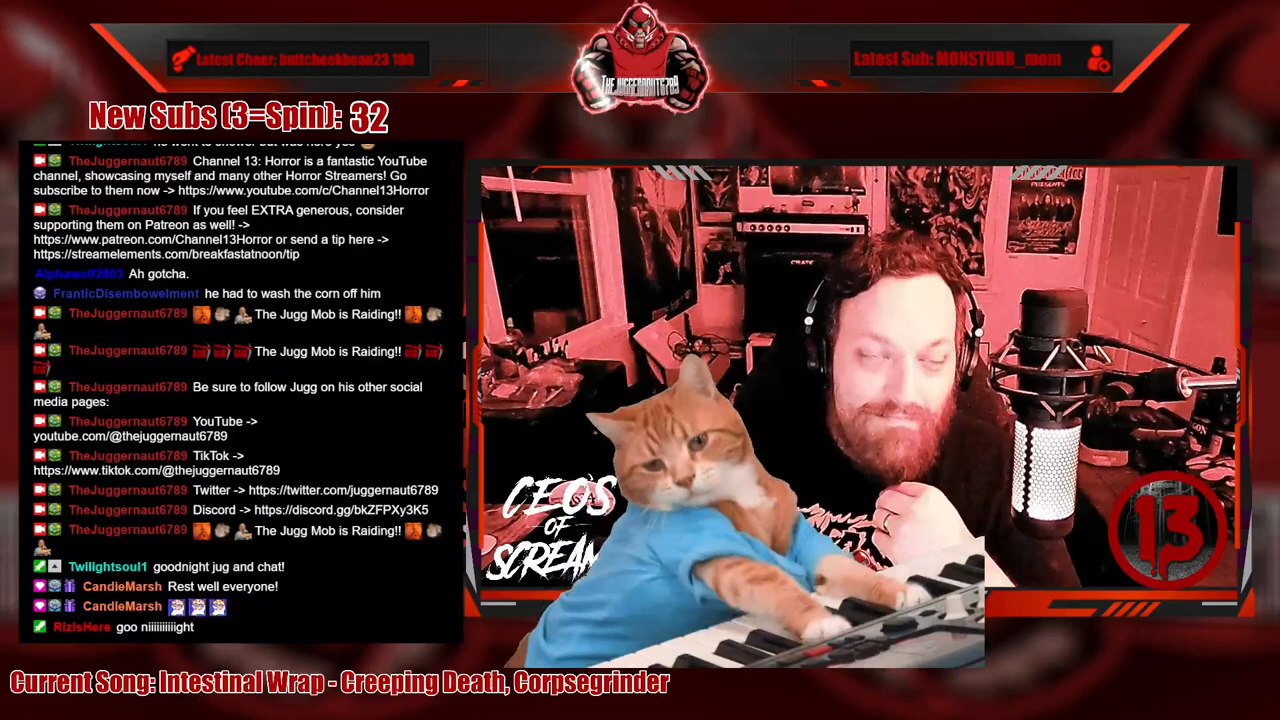 Latest Cheer: buttcheekbean23 100
THEJUGGERNAUT6789
Latest Sub: MONSTURR_mom
New Subs (3=Spin): 32
TheJuggernaut6789 Channel 13: Horror is a fantastic YouTube
channel, showcasing myself and many other Horror Streamers! Go
subscribe to them now -> https://www.youtube.com/c/Channel13Horror
TheJuggernaut6789 If you feel EXTRA generous, consider
supporting them on Patreon as well! ->
https://www.patreon.com/Channel13Horror or send a tip here ->
https://streamelements.com/breakfastatnoon/tip
Alphawolf2803 Ah gotcha.
FranticDisembowelment he had to wash the corn off him
TheJuggernaut6789 The Jugg Mob is Raiding!!
TheJuggernaut6789 The Jugg Mob is Raiding!!
TheJuggernaut6789 Be sure to follow Jugg on his other social
media pages:
TheJuggernaut6789 YouTube ->
youtube.com/@thejuggernaut6789
TheJuggernaut6789 TikTok ->
https://www.tiktok.com/@thejuggernaut6789
TheJuggernaut6789 Twitter -> https://twitter.com/juggernaut6789
TheJuggernaut6789 Discord -> https://discord.gg/bkZFPXy3K5
TheJuggernaut6789 The Jugg Mob is Raiding!!
Twilightsoul1 goodnight jug and chat!
CandieMarsh Rest well everyone!
CandieMarsh
RizIsHere goo niiiiiiiiiight
PRESENTS
CRATE
CEO'S
OF
SCREAM
13
Current Song: Intestinal Wrap - Creeping Death, Corpsegrinder